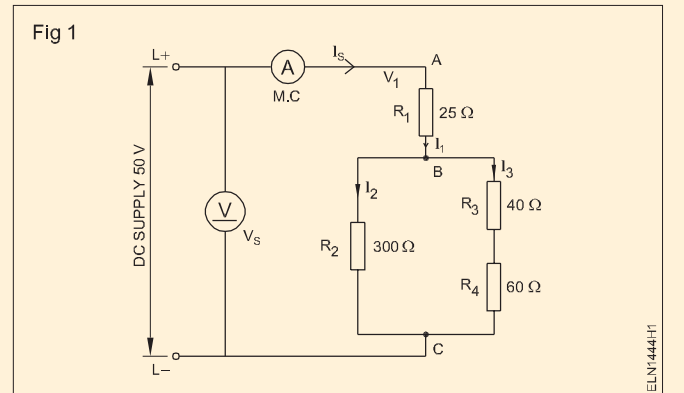 Fig 1
L+
A
M.C
IS
V1
A
R1
25 Ω
I1
B
I2
I3
DC SUPPLY 50 V
V
VS
R2
300 Ω
R3
40 Ω
R4
60 Ω
C
L–
ELN1444H1